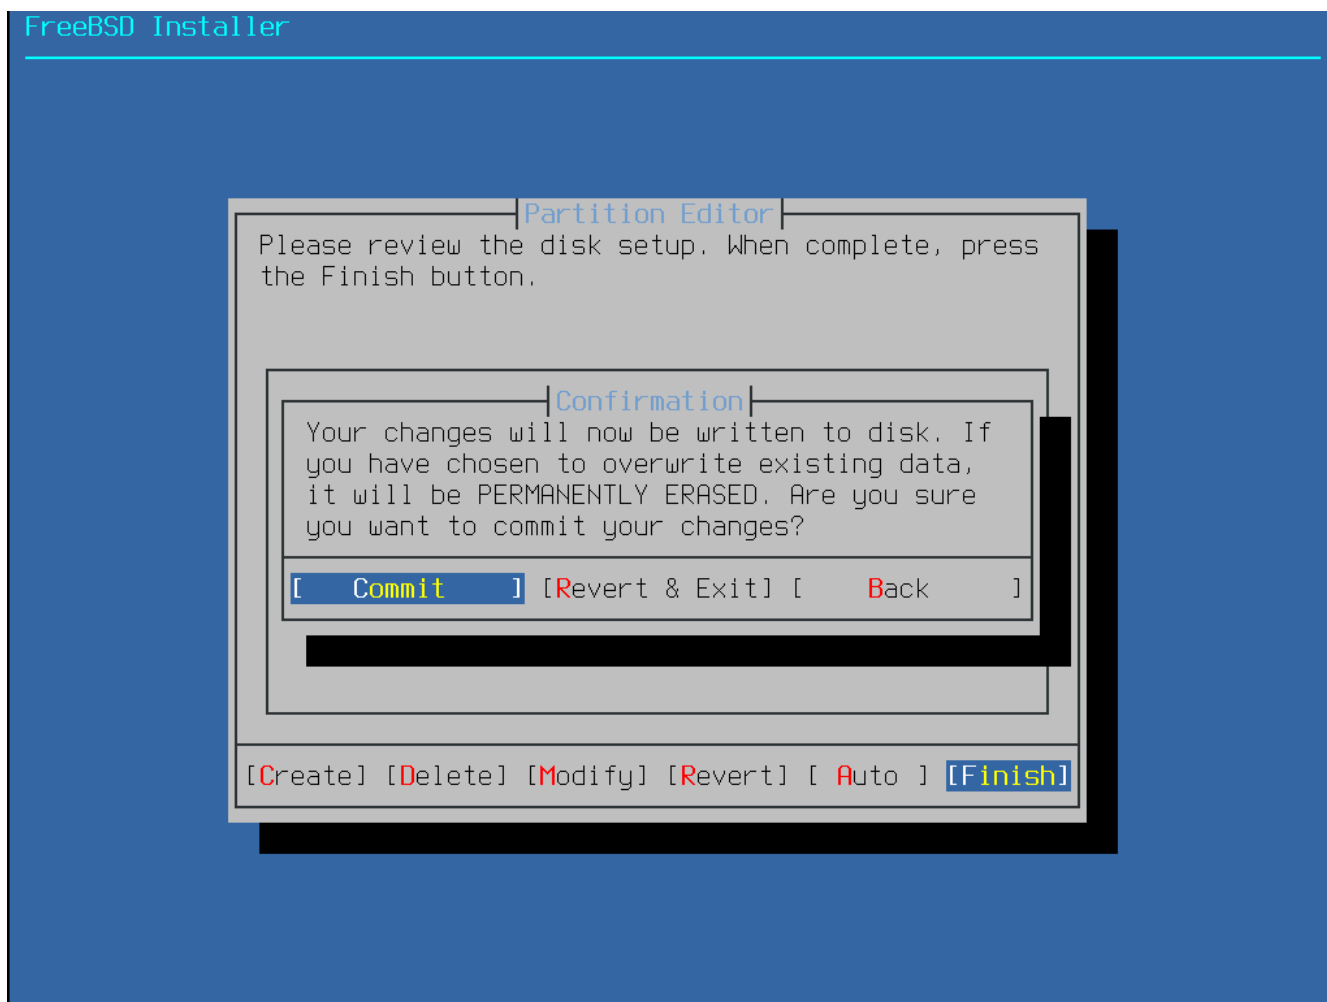 FreeBSD Installer
Partition Editor
Please review the disk setup. When complete, press
the Finish button.
Confirmation
Your changes will now be written to disk. If
you have chosen to overwrite existing data,
it will be PERMANENTLY ERASED. Are you sure
you want to commit your changes?
[   Commit    ] [Revert & Exit] [    Back     ]
[Create] [Delete] [Modify] [Revert] [ Auto ] [Finish]